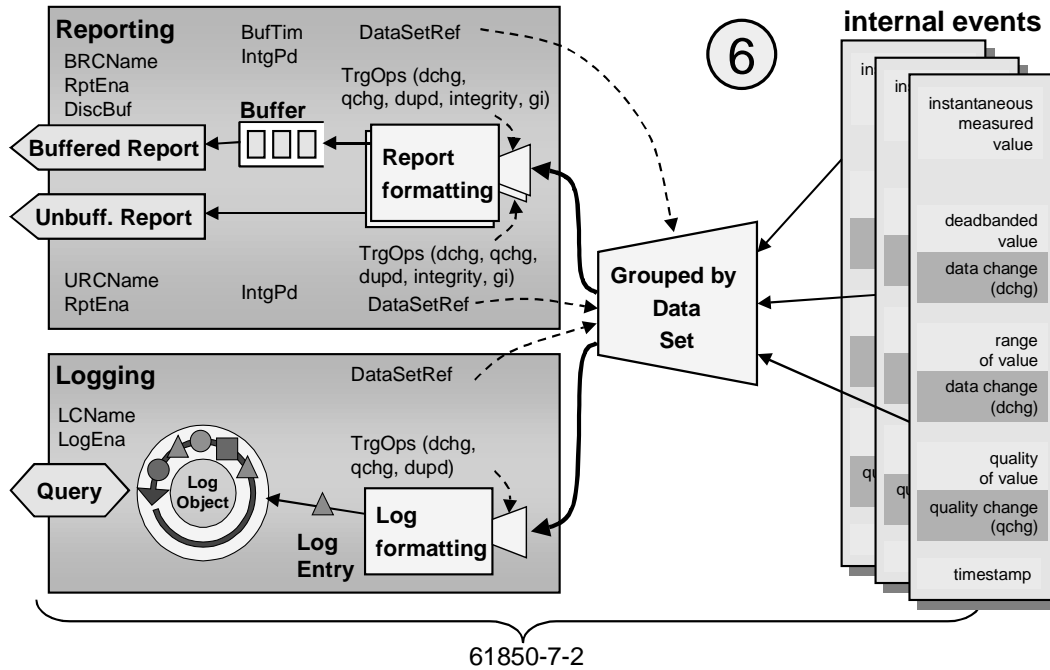 Reporting
BufTim
IntgPd
DataSetRef
BRCName
RptEna
DiscBuf
TrgOps (dchg,
qchg, dupd, integrity, gi)
Buffer
Buffered Report
Unbuff. Report
Report
formatting
TrgOps (dchg, qchg,
dupd, integrity, gi)
URCName
RptEna
IntgPd
DataSetRef
6
Grouped by
Data
Set
internal events
in
in
instantaneous
measured
value
deadbanded
value
data change
(dchg)
range
of value
data change
(dchg)
quality
of value
quality change
(qchg)
timestamp
qu
qu
Logging
DataSetRef
LCName
LogEna
TrgOps (dchg,
qchg, dupd)
Query
Log
Object
Log
Entry
Log
formatting
61850-7-2